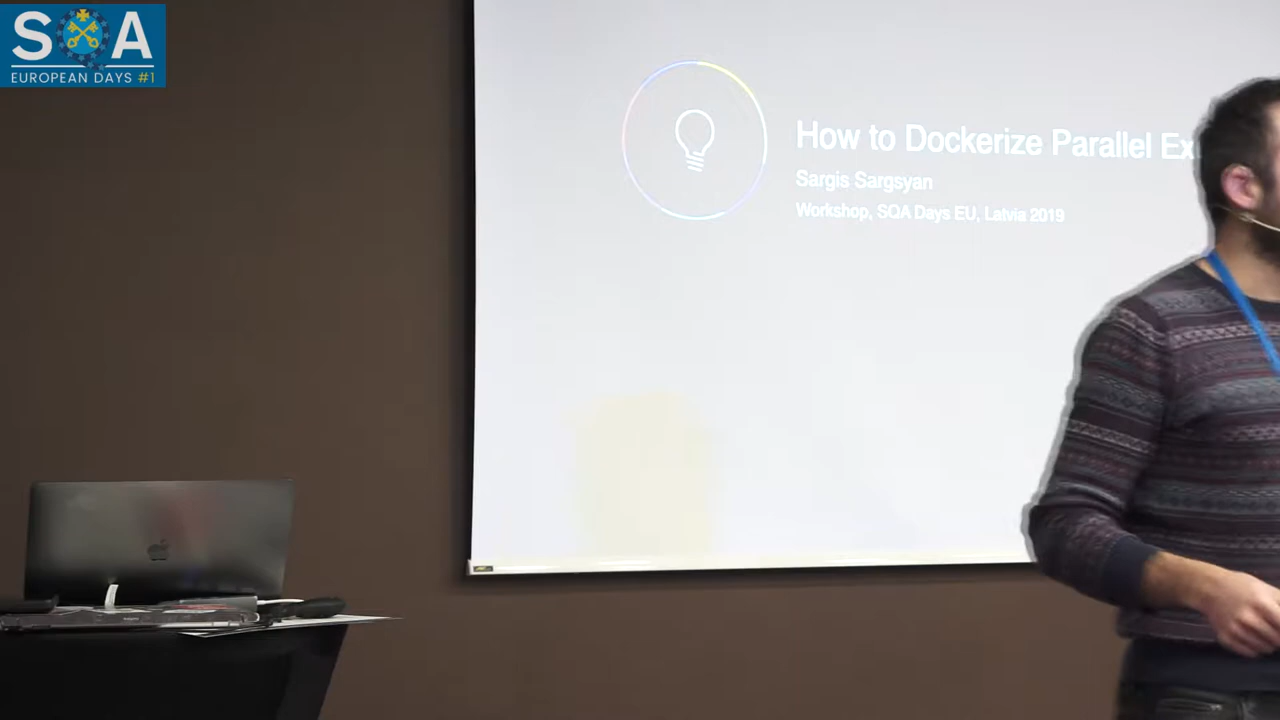 SQA
EUROPEAN DAYS #1
How to Dockerize Parallel Ex
Sargis Sargsyan
Workshop, SQA Days EU, Latvia 2019